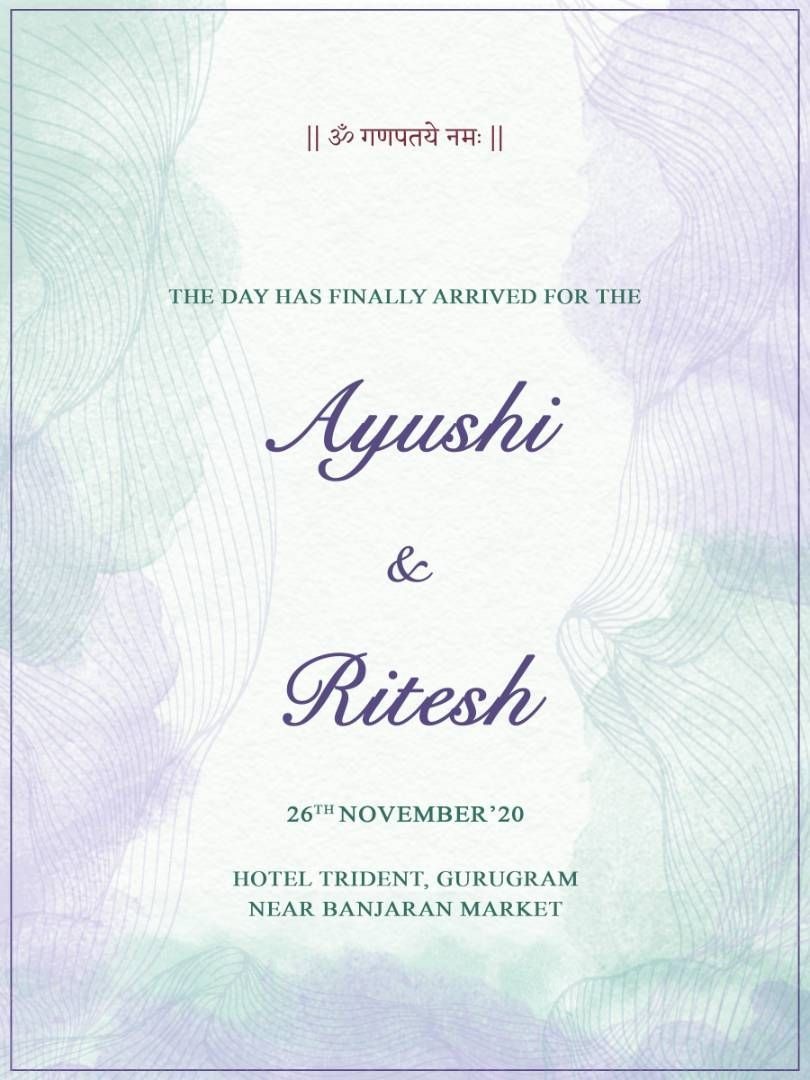 || ॐ गणपतये नमः ||
THE DAY HAS FINALLY ARRIVED FOR THE
Ayushi
&
Ritesh
26TH NOVEMBER’20
HOTEL TRIDENT, GURUGRAM
NEAR BANJARAN MARKET